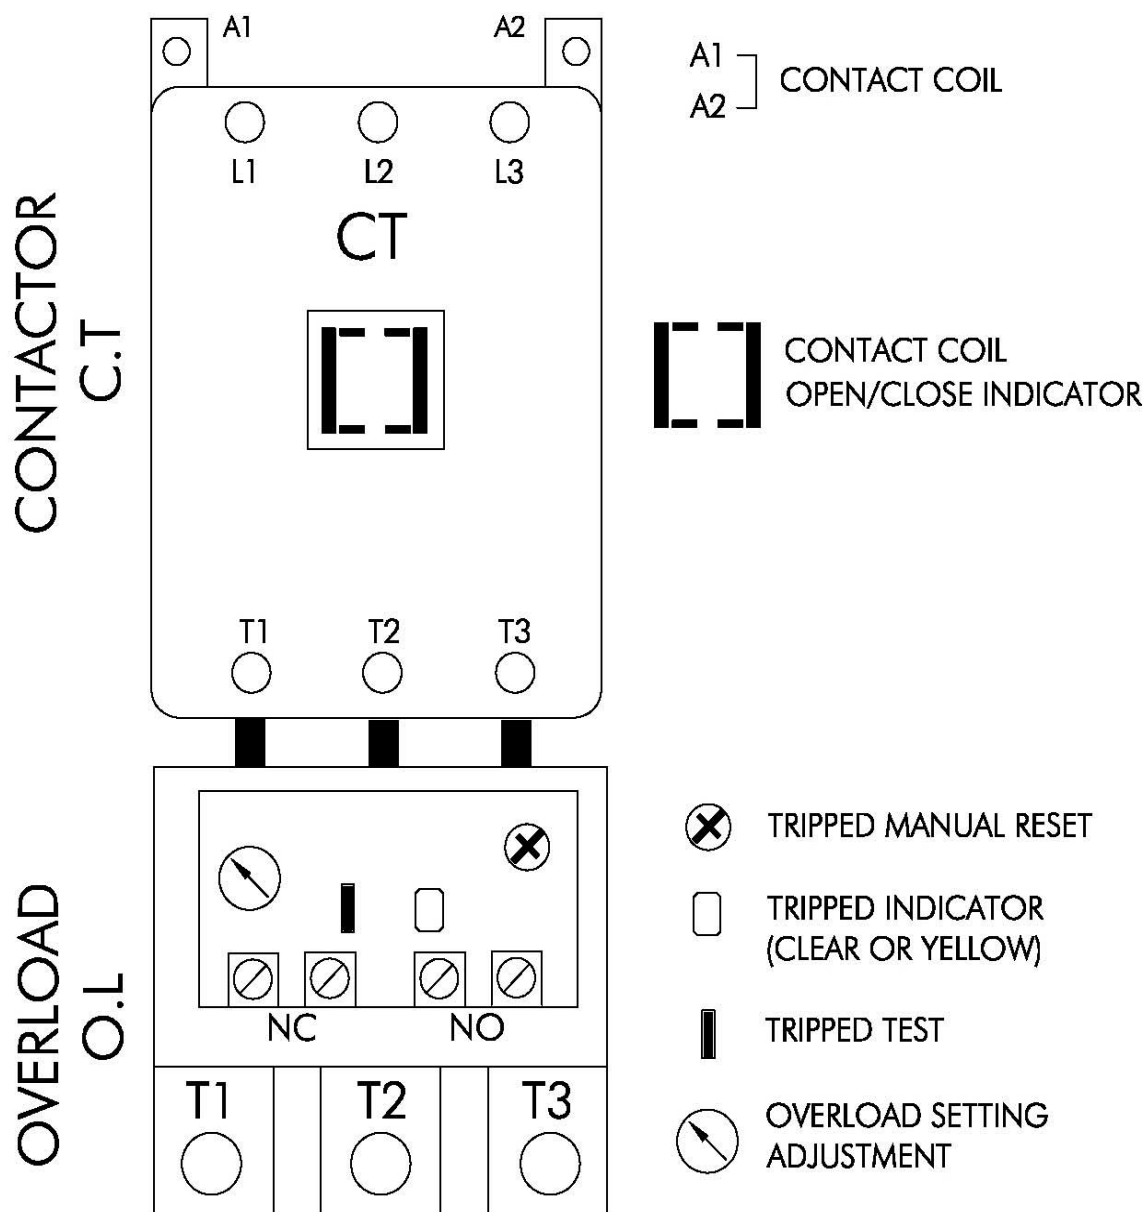 A1
A2
A1
A2
CONTACT COIL
L1
L2
L3
CT
CONTACTOR
C.T
CONTACT COIL
OPEN/CLOSE INDICATOR
T1
T2
T3
OVERLOAD
O.L
TRIPPED MANUAL RESET
TRIPPED INDICATOR
(CLEAR OR YELLOW)
NC
NO
TRIPPED TEST
T1
T2
T3
OVERLOAD SETTING
ADJUSTMENT